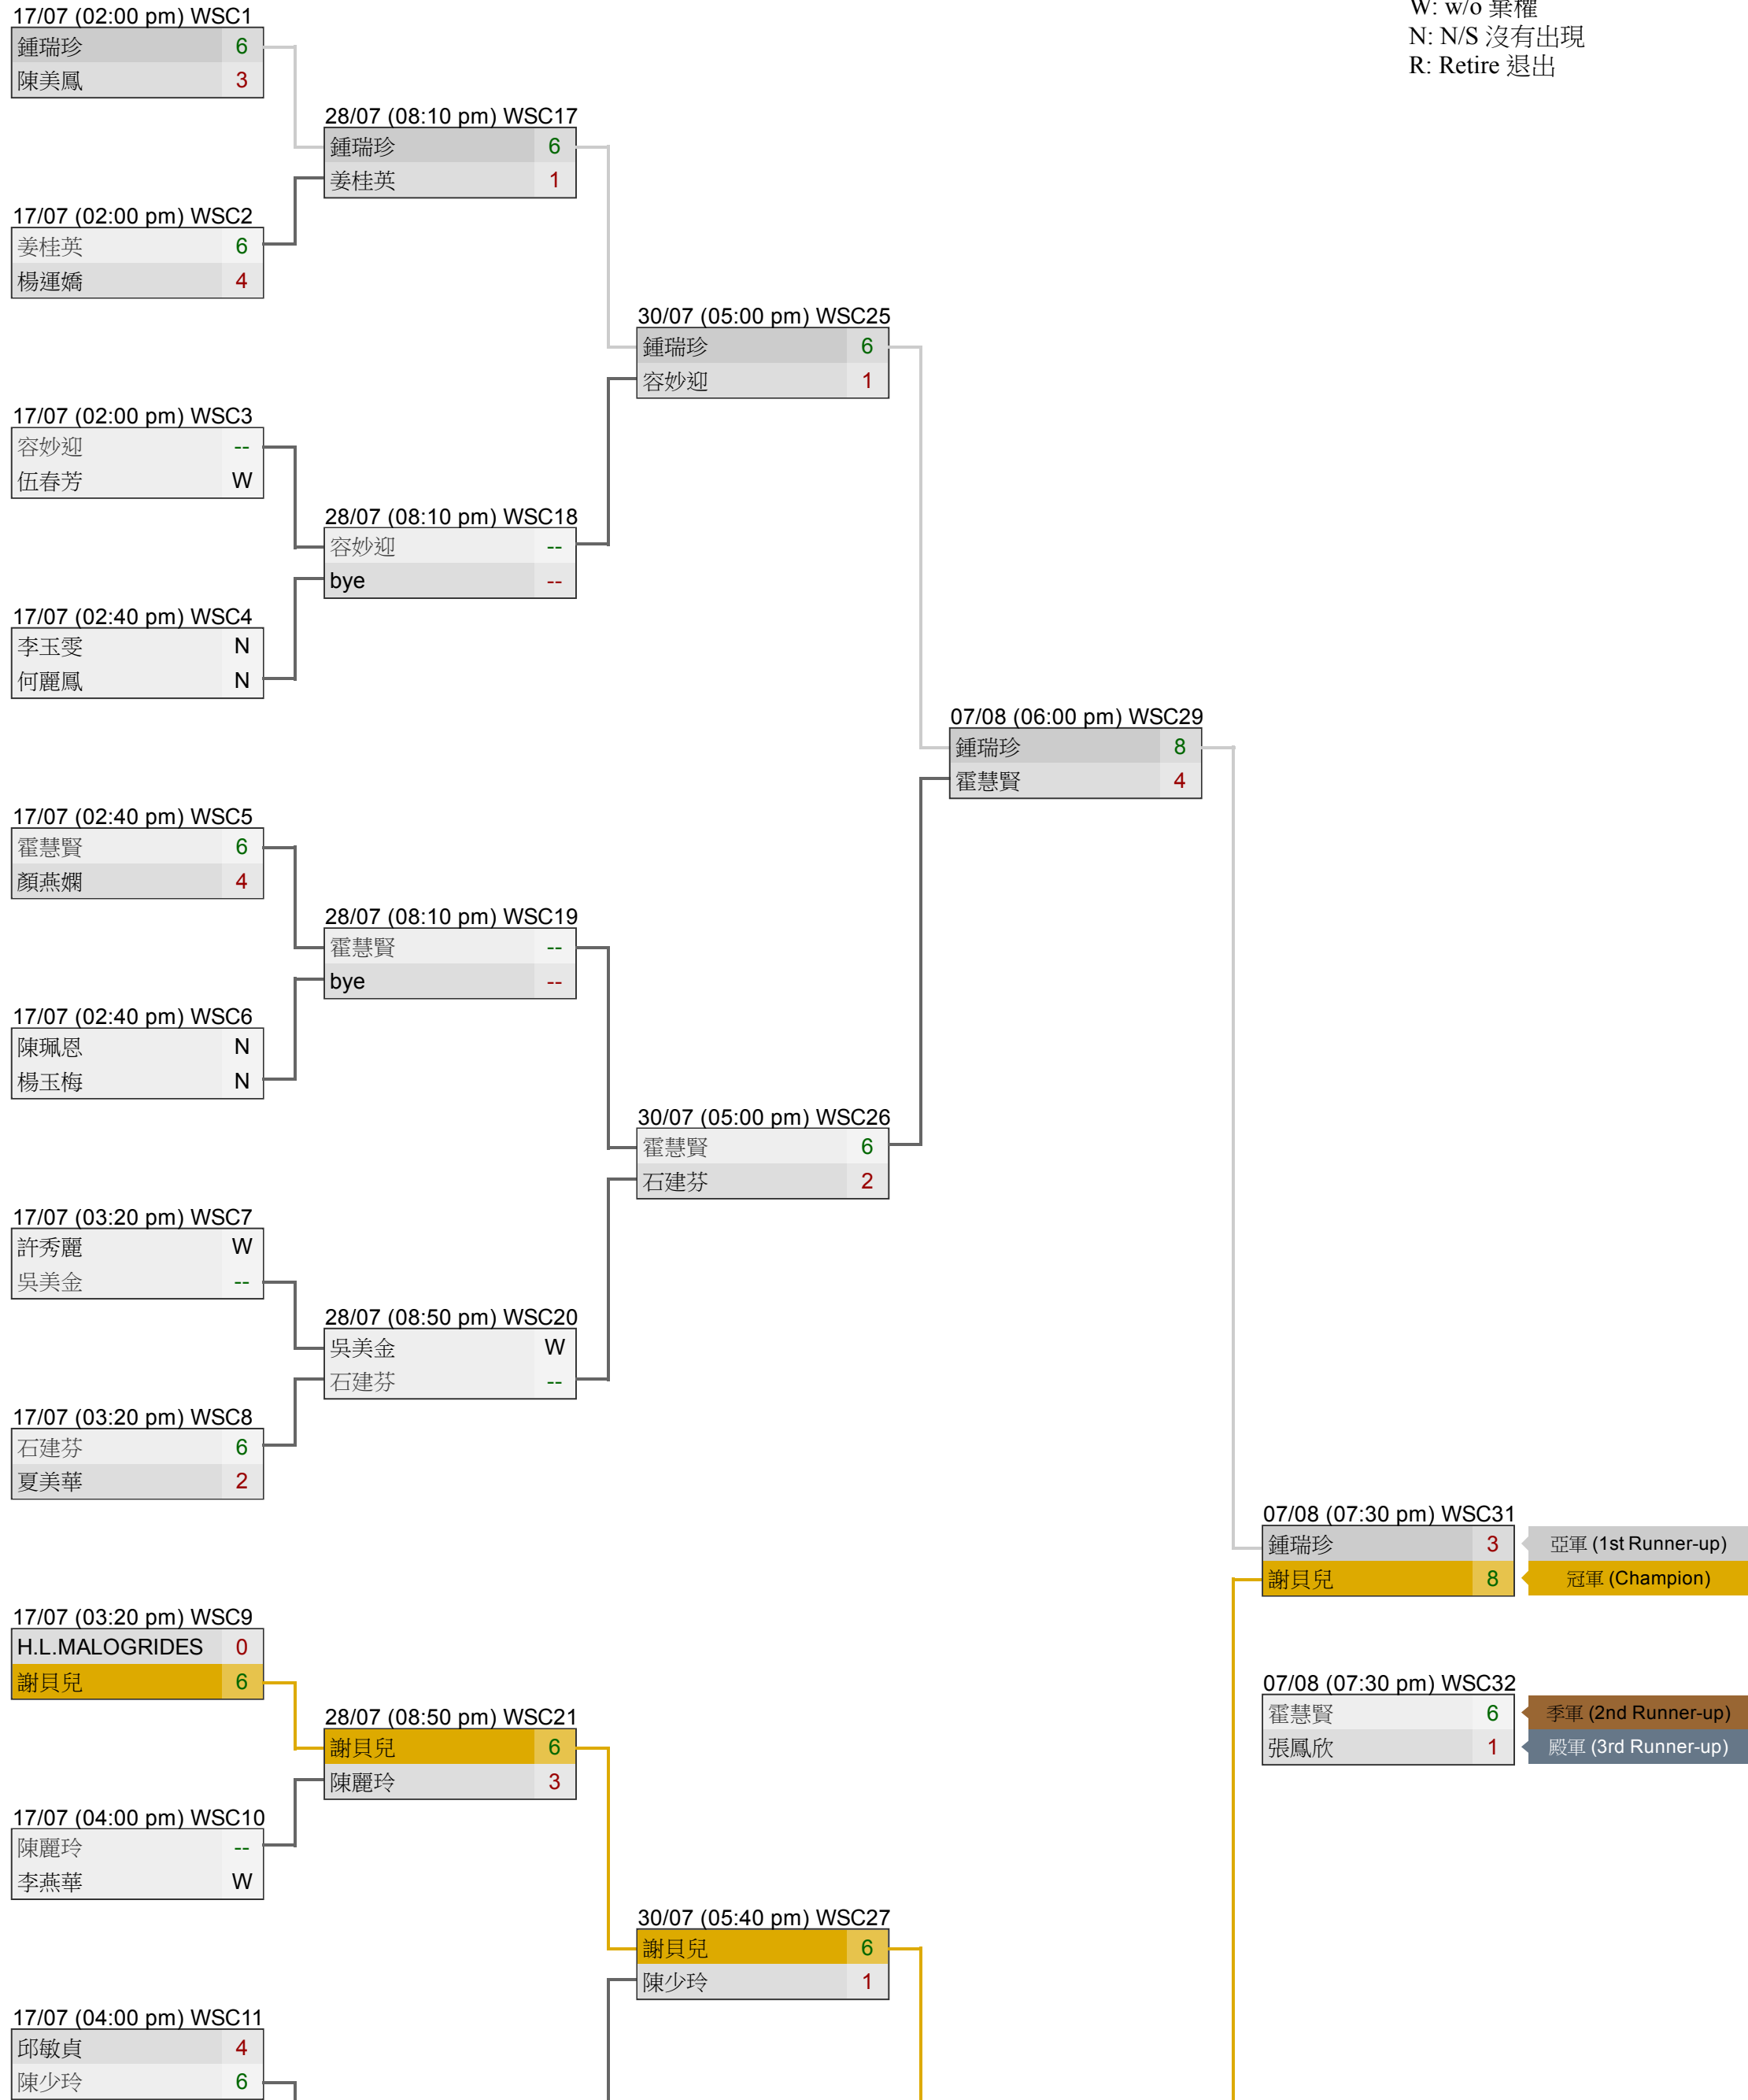 W: w/o 棄權
N: N/S 沒有出現
R: Retire 退出
17/07 (02:00 pm) WSC1
鍾瑞珍 6
陳美鳳 3
28/07 (08:10 pm) WSC17
鍾瑞珍 6
姜桂英 1
17/07 (02:00 pm) WSC2
姜桂英 6
楊運嬌 4
30/07 (05:00 pm) WSC25
鍾瑞珍 6
容妙迎 1
17/07 (02:00 pm) WSC3
容妙迎 --
伍春芳 W
28/07 (08:10 pm) WSC18
容妙迎 --
bye --
17/07 (02:40 pm) WSC4
李玉雯 N
何麗鳳 N
07/08 (06:00 pm) WSC29
鍾瑞珍 8
霍慧賢 4
17/07 (02:40 pm) WSC5
霍慧賢 6
顏燕嫻 4
28/07 (08:10 pm) WSC19
霍慧賢 --
bye --
17/07 (02:40 pm) WSC6
陳珮恩 N
楊玉梅 N
30/07 (05:00 pm) WSC26
霍慧賢 6
石建芬 2
17/07 (03:20 pm) WSC7
許秀麗 W
吳美金 --
28/07 (08:50 pm) WSC20
吳美金 W
石建芬 --
17/07 (03:20 pm) WSC8
石建芬 6
夏美華 2
07/08 (07:30 pm) WSC31
鍾瑞珍 3 亞軍 (1st Runner-up)
謝貝兒 8 冠軍 (Champion)
17/07 (03:20 pm) WSC9
H.L.MALOGRIDES 0
謝貝兒 6
07/08 (07:30 pm) WSC32
霍慧賢 6 季軍 (2nd Runner-up)
張鳳欣 1 殿軍 (3rd Runner-up)
28/07 (08:50 pm) WSC21
謝貝兒 6
陳麗玲 3
17/07 (04:00 pm) WSC10
陳麗玲 --
李燕華 W
30/07 (05:40 pm) WSC27
謝貝兒 6
陳少玲 1
17/07 (04:00 pm) WSC11
邱敏貞 4
陳少玲 6